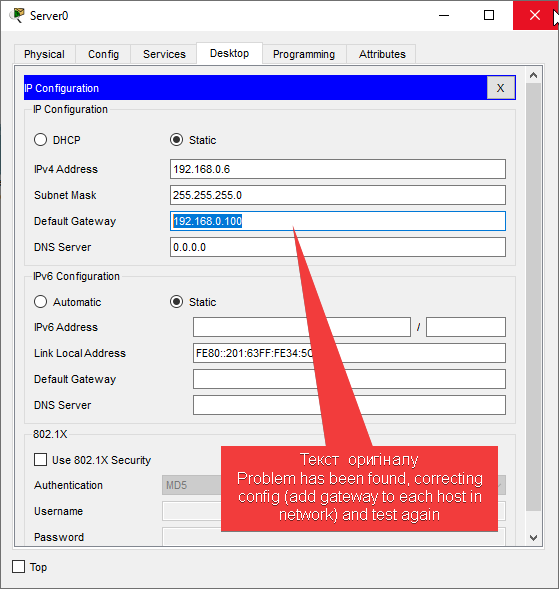 Server0
Physical Config Services Desktop Programming Attributes
IP Configuration X
IP Configuration
DHCP Static
IPv4 Address 192.168.0.6
Subnet Mask 255.255.255.0
Default Gateway 192.168.0.100
DNS Server 0.0.0.0
IPv6 Configuration
Automatic Static
IPv6 Address /
Link Local Address FE80::201:63FF:FE34:5
Default Gateway
DNS Server
802.1X
Use 802.1X Security
Authentication MD5
Username
Password
Текст оригіналу
Problem has been found, correcting
config (add gateway to each host in
network) and test again
Top